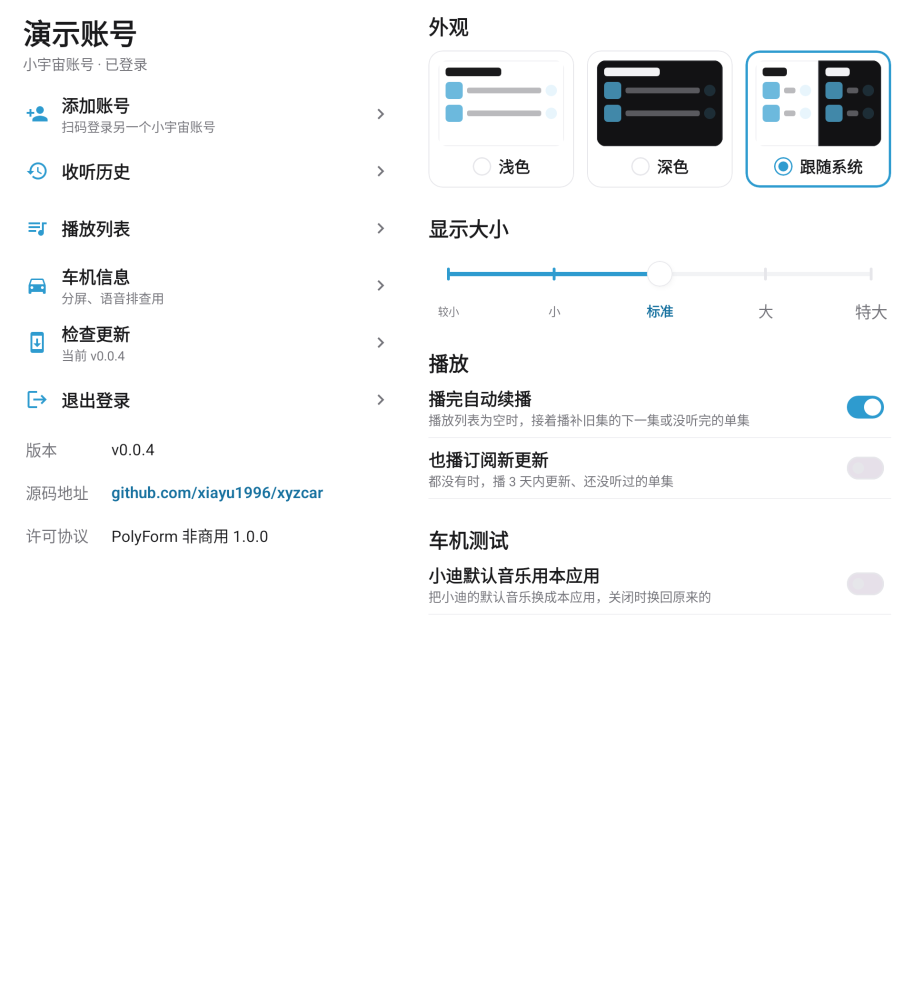 演示账号
小宇宙账号 · 已登录
添加账号
扫码登录另一个小宇宙账号
收听历史
播放列表
车机信息
分屏、语音排查用
检查更新
当前 v0.0.4
退出登录
版本 v0.0.4
源码地址 github.com/xiayu1996/xyzcar
许可协议 PolyForm 非商用 1.0.0
外观
浅色 深色 跟随系统
显示大小
较小 小 标准 大 特大
播放
播完自动续播
播放列表为空时，接着播补旧集的下一集或没听完的单集
也播订阅新更新
都没有时，播 3 天内更新、还没听过的单集
车机测试
小迪默认音乐用本应用
把小迪的默认音乐换成本应用，关闭时换回原来的